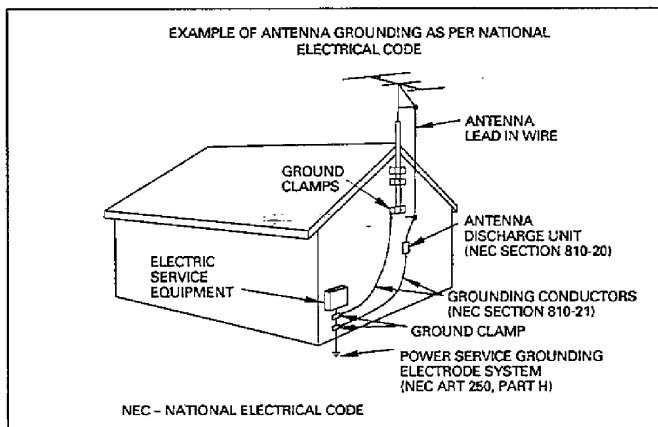 EXAMPLE OF ANTENNA GROUNDING AS PER NATIONAL
ELECTRICAL CODE
ANTENNA
LEAD IN WIRE
GROUND
CLAMPS
ANTENNA
DISCHARGE UNIT
(NEC SECTION 810-20)
ELECTRIC
SERVICE
EQUIPMENT
GROUNDING CONDUCTORS
(NEC SECTION 810-21)
GROUND CLAMP
POWER SERVICE GROUNDING
ELECTRODE SYSTEM
(NEC ART 250, PART H)
NEC – NATIONAL ELECTRICAL CODE